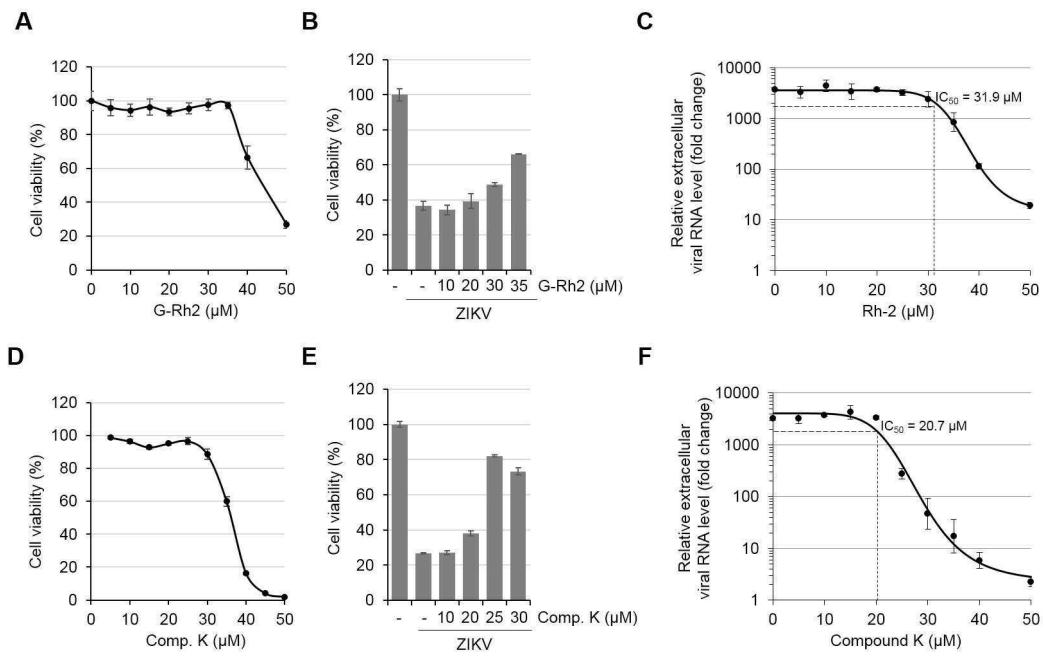 A
Cell viability (%)
120
100
80
60
40
20
0
0 10 20 30 40 50
G-Rh2 (µM)
B
Cell viability (%)
120
100
80
60
40
20
0
- - 10 20 30 35 G-Rh2 (µM)
ZIKV
C
Relative extracellular
viral RNA level (fold change)
10000
1000
100
10
1
IC50 = 31.9 µM
0 10 20 30 40 50
Rh-2 (µM)
D
Cell viability (%)
120
100
80
60
40
20
0
0 10 20 30 40 50
Comp. K (µM)
E
Cell viability (%)
120
100
80
60
40
20
0
- - 10 20 25 30 Comp. K (µM)
ZIKV
F
Relative extracellular
viral RNA level (fold change)
10000
1000
100
10
1
IC50 = 20.7 µM
0 10 20 30 40 50
Compound K (µM)